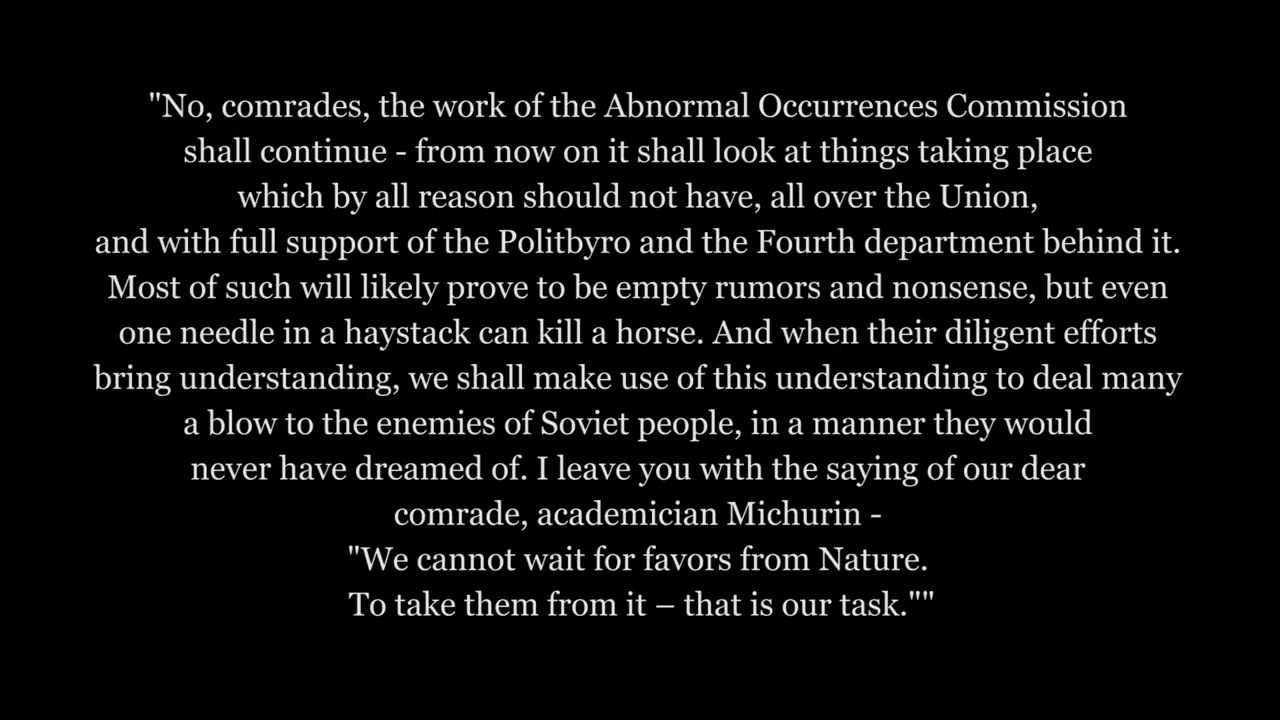 "No, comrades, the work of the Abnormal Occurrences Commission
shall continue - from now on it shall look at things taking place
which by all reason should not have, all over the Union,
and with full support of the Politbyro and the Fourth department behind it.
Most of such will likely prove to be empty rumors and nonsense, but even
one needle in a haystack can kill a horse. And when their diligent efforts
bring understanding, we shall make use of this understanding to deal many
a blow to the enemies of Soviet people, in a manner they would
never have dreamed of. I leave you with the saying of our dear
comrade, academician Michurin -
"We cannot wait for favors from Nature.
To take them from it – that is our task.""